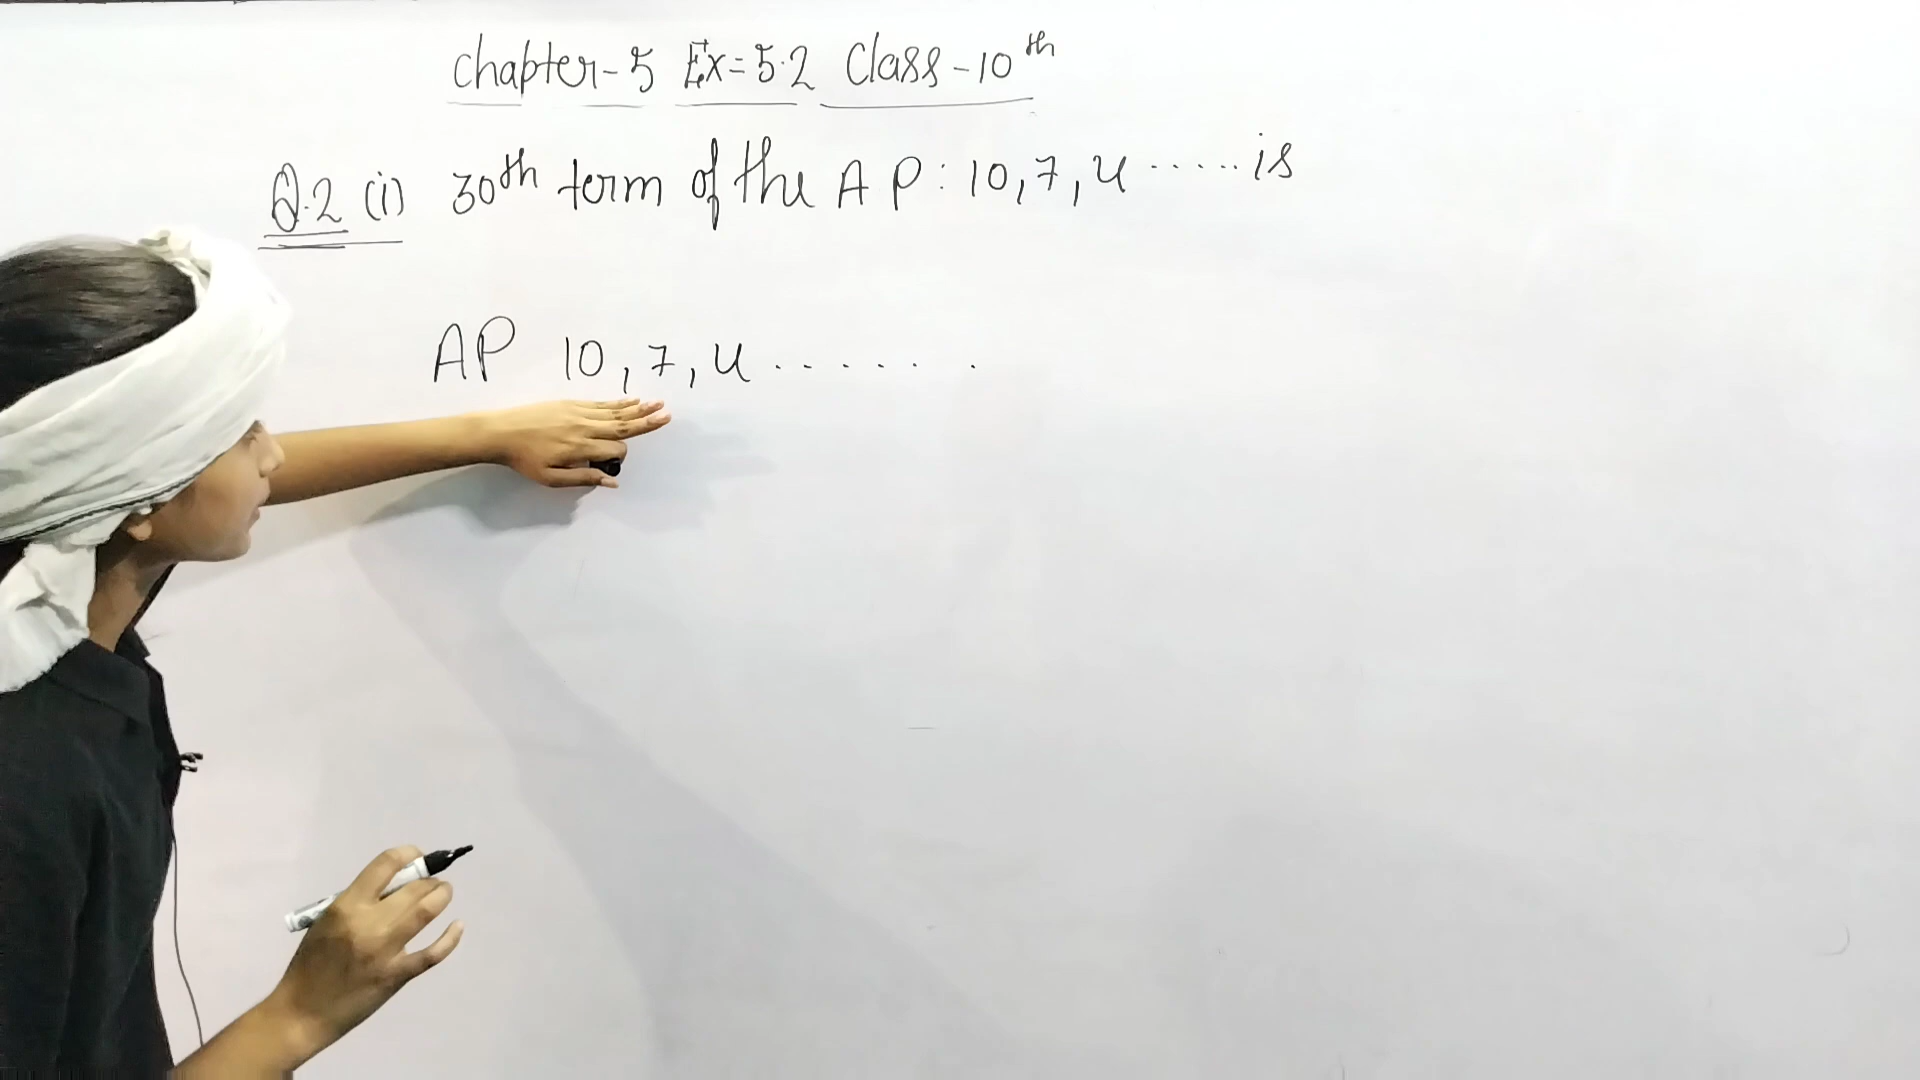 Chapter-5 Ex=5.2 Class-10th
Q.2 (i) 30th term of the AP: 10,7,4 ..... is
AP 10,7,4 ......